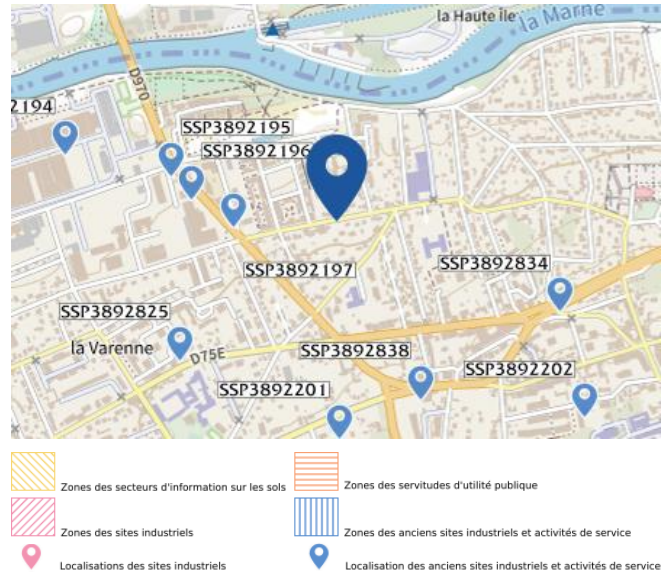 la Haute île
la Marne
D970
2194
SSP3892195
SSP3892196
SSP3892197
SSP3892834
SSP3892825
la Varenne
D75E
SSP3892838
SSP3892202
SSP3892201
Zones des secteurs d'information sur les sols
Zones des servitudes d'utilité publique
Zones des sites industriels
Zones des anciens sites industriels et activités de service
Localisations des sites industriels
Localisation des anciens sites industriels et activités de service